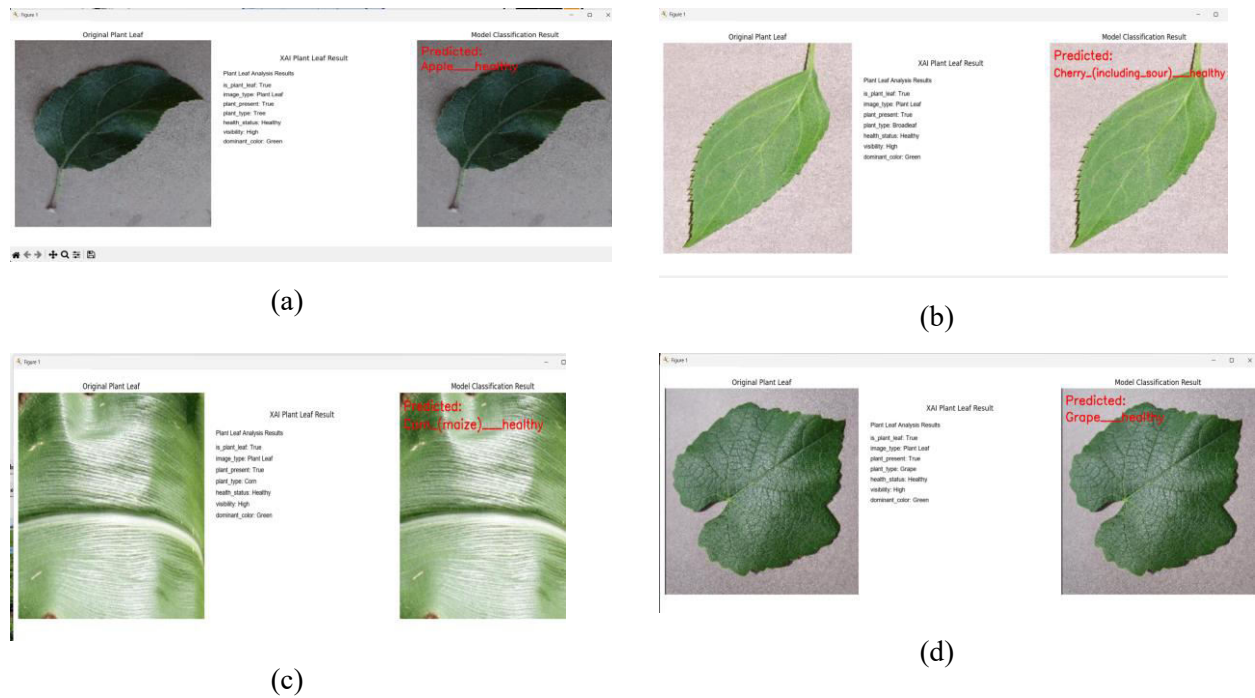 Figure 1
Original Plant Leaf
XAI Plant Leaf Result
Plant Leaf Analysis Results
is_plant_leaf: True
image_type: Plant Leaf
plant_present: True
plant_type: Tree
health_status: Healthy
visibility: High
dominant_color: Green
Model Classification Result
Predicted:
Apple___healthy
(a)
Figure 1
Original Plant Leaf
XAI Plant Leaf Result
Plant Leaf Analysis Results
is_plant_leaf: True
image_type: Plant Leaf
plant_present: True
plant_type: Broadleaf
health_status: Healthy
visibility: High
dominant_color: Green
Model Classification Result
Predicted:
Cherry_(including_sour)___healthy
(b)
Figure 1
Original Plant Leaf
XAI Plant Leaf Result
Plant Leaf Analysis Results
is_plant_leaf: True
image_type: Plant Leaf
plant_present: True
plant_type: Corn
health_status: Healthy
visibility: High
dominant_color: Green
Model Classification Result
Predicted:
Corn_(maize)___healthy
(c)
Figure 1
Original Plant Leaf
XAI Plant Leaf Result
Plant Leaf Analysis Results
is_plant_leaf: True
image_type: Plant Leaf
plant_present: True
plant_type: Grape
health_status: Healthy
visibility: High
dominant_color: Green
Model Classification Result
Predicted:
Grape___healthy
(d)